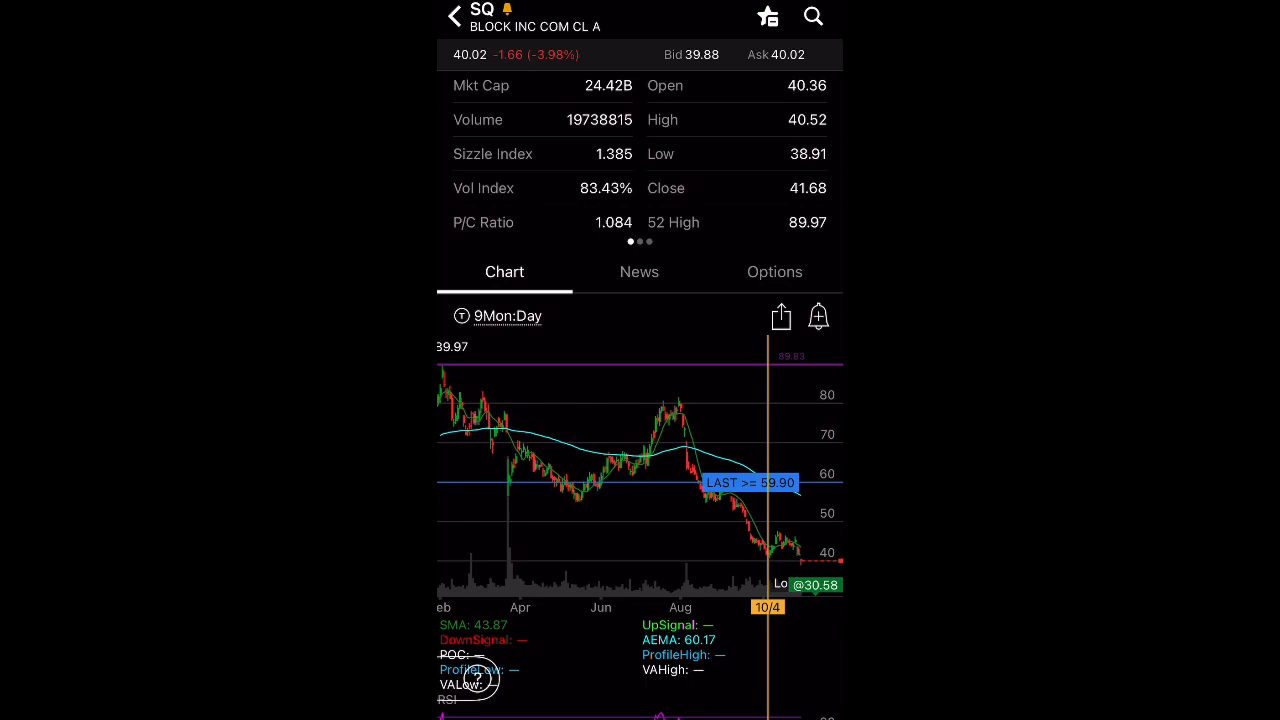 SQ
BLOCK INC COM CL A
40.02 -1.66 (-3.98%) Bid 39.88 Ask 40.02
Mkt Cap 24.42B Open 40.36
Volume 19738815 High 40.52
Sizzle Index 1.385 Low 38.91
Vol Index 83.43% Close 41.68
P/C Ratio 1.084 52 High 89.97
Chart News Options
T 9Mon:Day
89.97
89.83
80
70
60
LAST >= 59.90
50
40
Lo @30.58
eb Apr Jun Aug 10/4
SMA: 43.87 UpSignal: —
DownSignal: — AEMA: 60.17
POC: — ProfileHigh: —
ProfileLow: — VAHigh: —
VALow: —
?
RSI